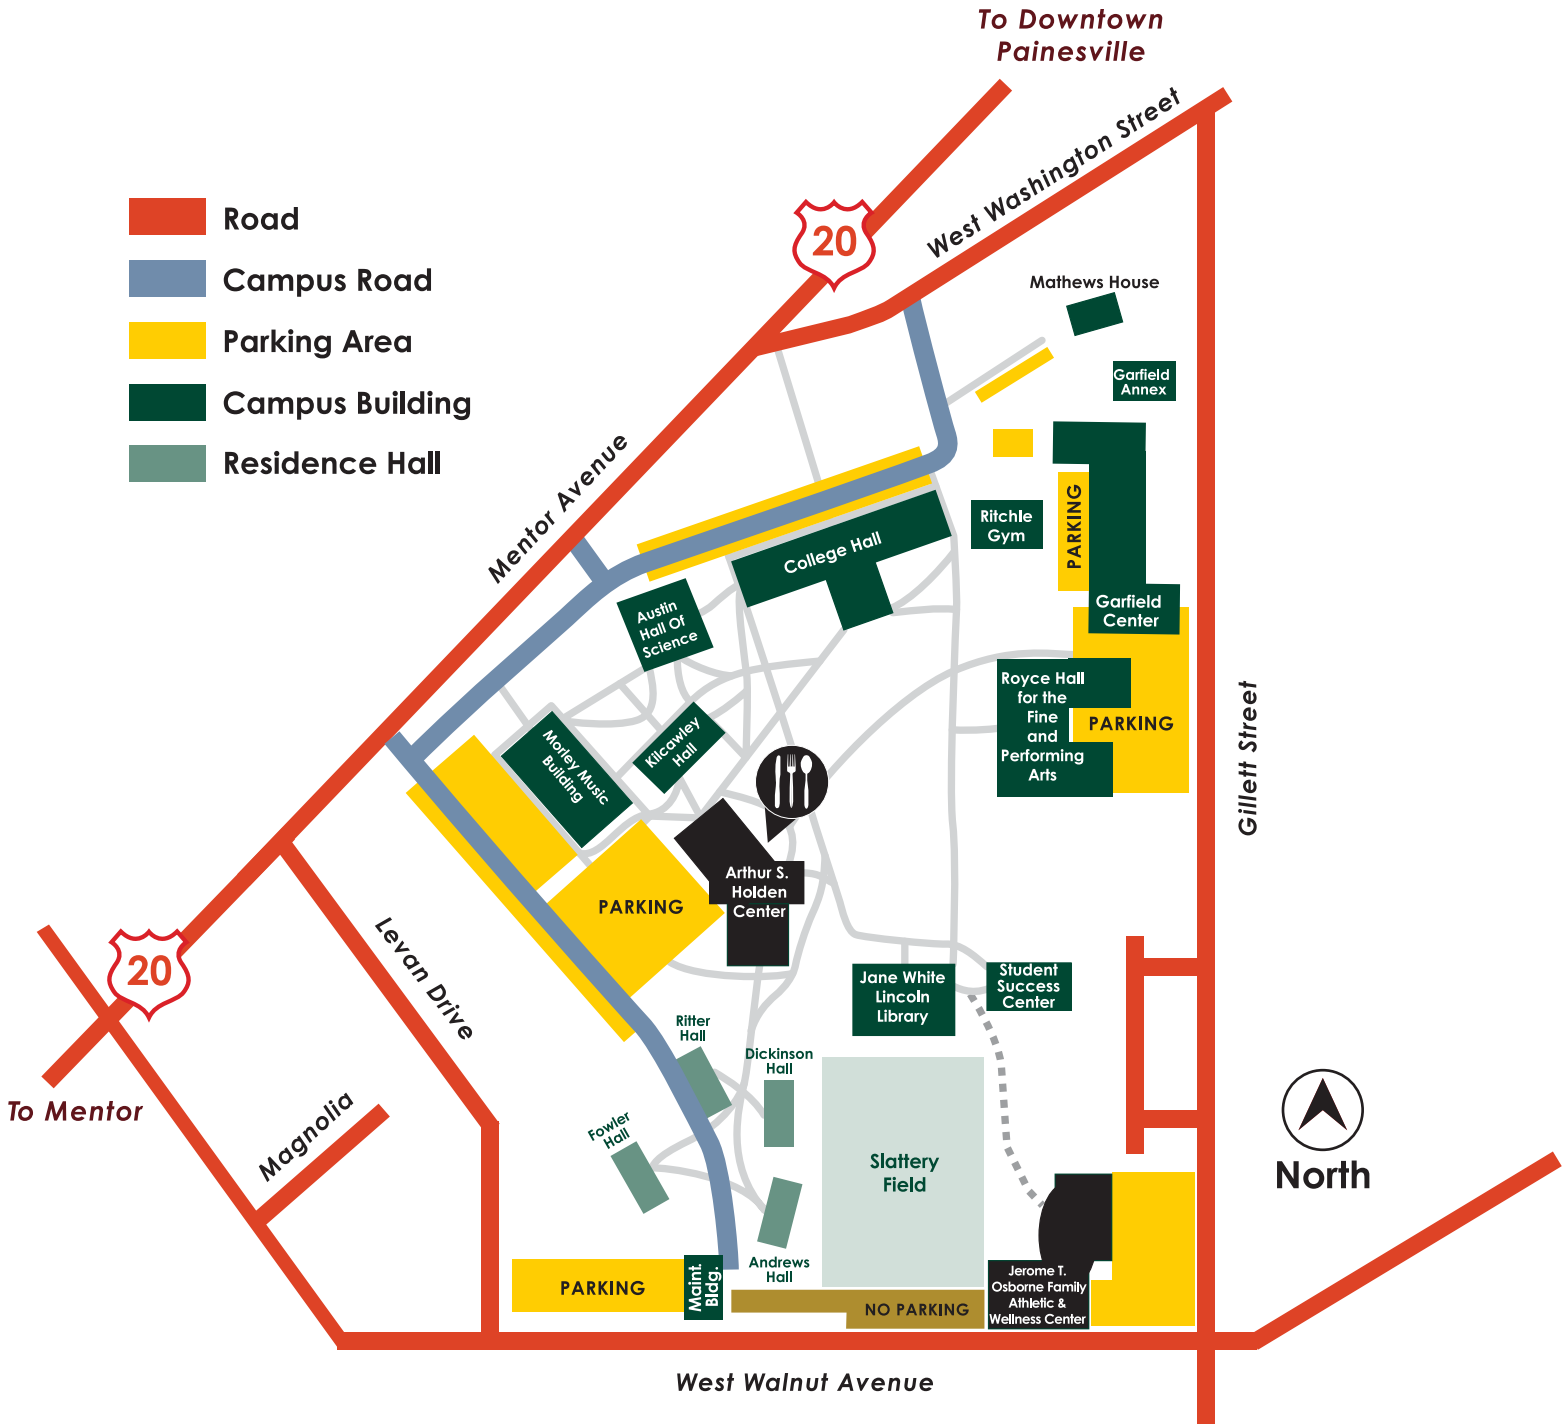 To Downtown
Painesville
West Washington Street
20
Road
Campus Road
Parking Area
Campus Building
Residence Hall
Mathews House
Garfield
Annex
Mentor Avenue
Ritchle
Gym
PARKING
College Hall
Garfield
Center
Austin
Hall Of
Science
Royce Hall
for the
Fine
and
Performing
Arts
PARKING
Gillett Street
Kilcawley
Hall
Morley Music
Building
Arthur S.
Holden
Center
PARKING
Levan Drive
20
To Mentor
Magnolia
Jane White
Lincoln
Library
Student
Success
Center
Ritter
Hall
Dickinson
Hall
Fowler
Hall
Slattery
Field
North
Andrews
Hall
PARKING
Maint.
Bldg.
NO PARKING
Jerome T.
Osborne Family
Athletic &
Wellness Center
West Walnut Avenue